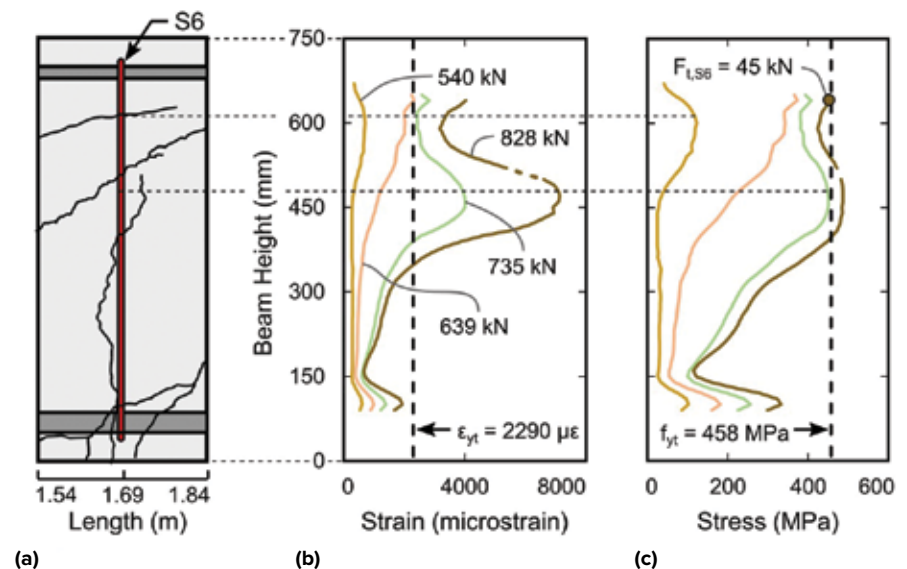 S6
750
600
450
300
150
0
Beam Height (mm)
1.54 1.69 1.84
Length (m)
(a)
540 kN
828 kN
735 kN
639 kN
εyt = 2290 με
0 4000 8000
Strain (microstrain)
(b)
Ft,S6 = 45 kN
fyt = 458 MPa
0 200 400 600
Stress (MPa)
(c)